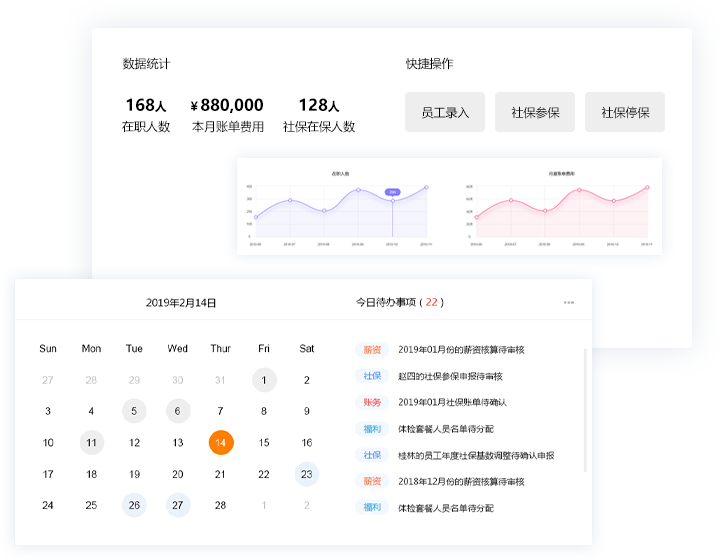 数据统计
快捷操作
168人
¥ 880,000
128人
在职人数
本月账单费用
社保在保人数
员工录入
社保参保
社保停保
在职人数
月度账单费用
2019年2月14日
今日待办事项 ( 22 )
Sun Mon Tue Wed Thur Fri Sat
27 28 29 30 31 1 2
3 4 5 6 7 8 9
10 11 12 13 14 15 16
17 18 19 20 21 22 23
24 25 26 27 28 1 2
薪资 2019年01月份的薪资核算待审核
社保 赵四的社保参保申报待审核
账务 2019年01月社保账单待确认
福利 体检套餐人员名单待分配
社保 桂林的员工年度社保基数调整待确认申报
薪资 2018年12月份的薪资核算待审核
福利 体检套餐人员名单待分配